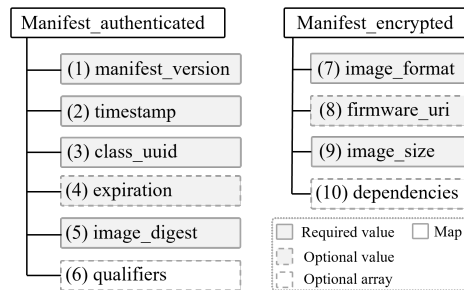 Manifest_authenticated
(1) manifest_version
(2) timestamp
(3) class_uuid
(4) expiration
(5) image_digest
(6) qualifiers
Manifest_encrypted
(7) image_format
(8) firmware_uri
(9) image_size
(10) dependencies
Required value
Map
Optional value
Optional array